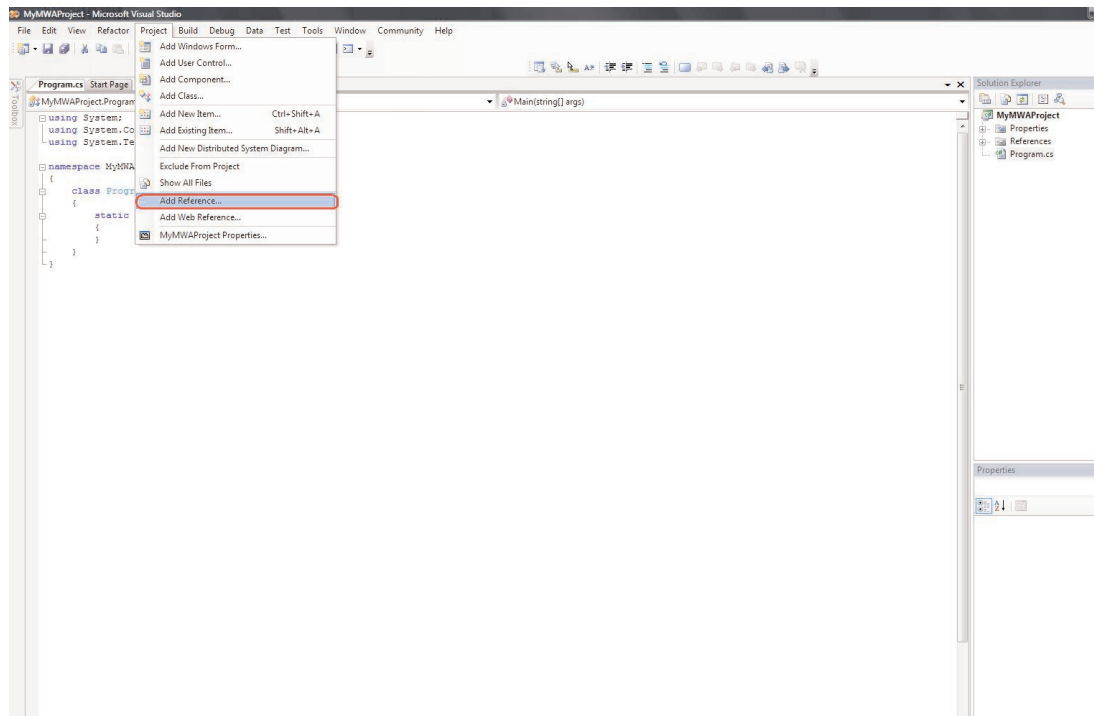 MyMWAProject - Microsoft Visual Studio
File Edit View Refactor Project Build Debug Data Test Tools Window Community Help
Add Windows Form...
Add User Control...
Add Component...
Add Class...
Add New Item... Ctrl+Shift+A
Add Existing Item... Shift+Alt+A
Add New Distributed System Diagram...
Exclude From Project
Show All Files
Add Reference...
Add Web Reference...
MyMWAProject Properties...
Toolbox
Program.cs Start Page
MyMWAProject.Program
Main(string[] args)
using System;
using System.Co
using System.Te
namespace MyMWA
{
class Progr
{
static
{
}
}
}
Solution Explorer
MyMWAProject
Properties
References
Program.cs
Properties